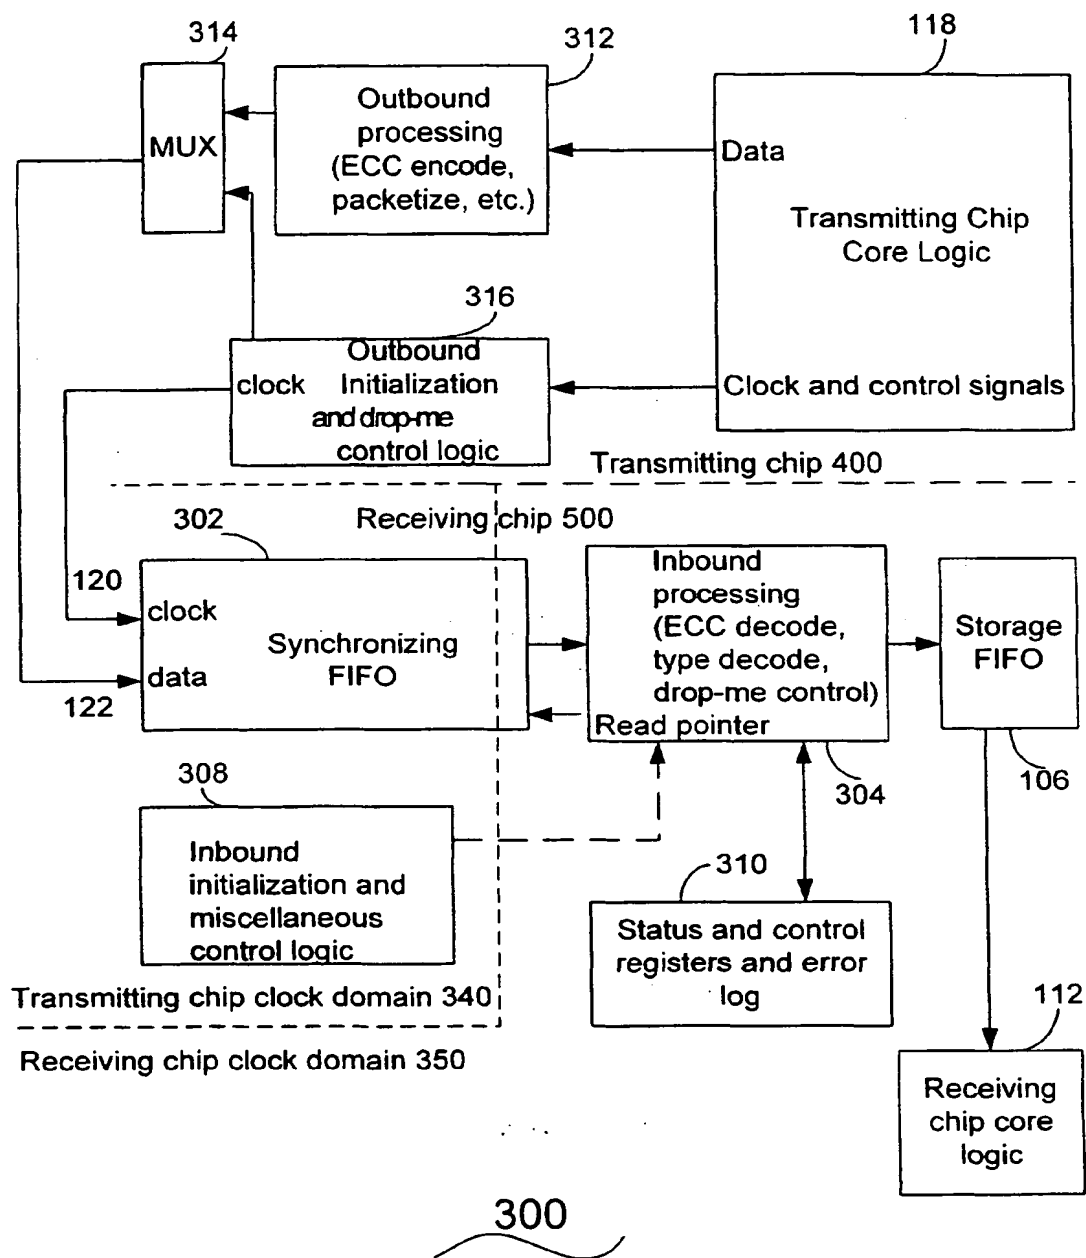 314
312
118
MUX
Outbound
processing
(ECC encode,
packetize, etc.)
Data
Transmitting Chip
Core Logic
316
clock
Outbound
Initialization
and drop-me
control logic
Clock and control signals
Transmitting chip 400
302
Receiving chip 500
120
clock
data
122
Synchronizing
FIFO
Inbound
processing
(ECC decode,
type decode,
drop-me control)
Read pointer
Storage
FIFO
308
304
106
Inbound
initialization and
miscellaneous
control logic
310
Status and control
registers and error
log
Transmitting chip clock domain 340
112
Receiving chip clock domain 350
Receiving
chip core
logic
300